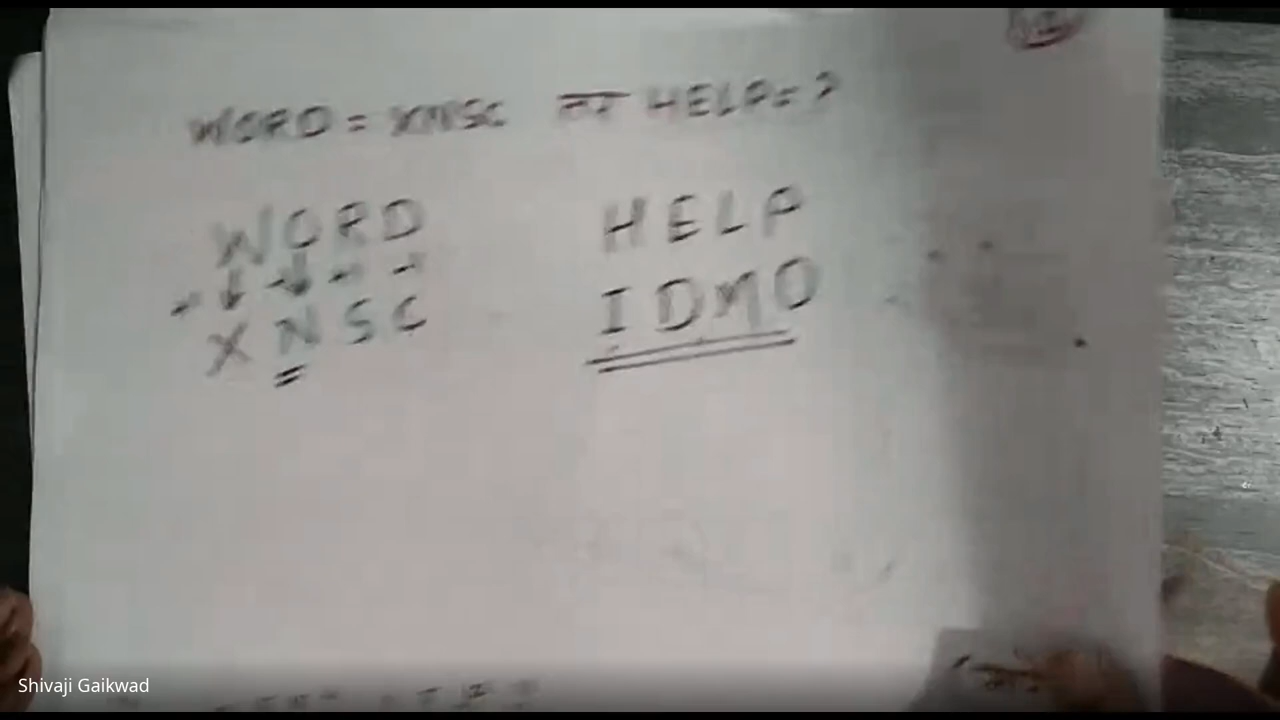 WORD = XNSC HELP = ?
WORD HELP
XNSC IDMO
Shivaji Gaikwad